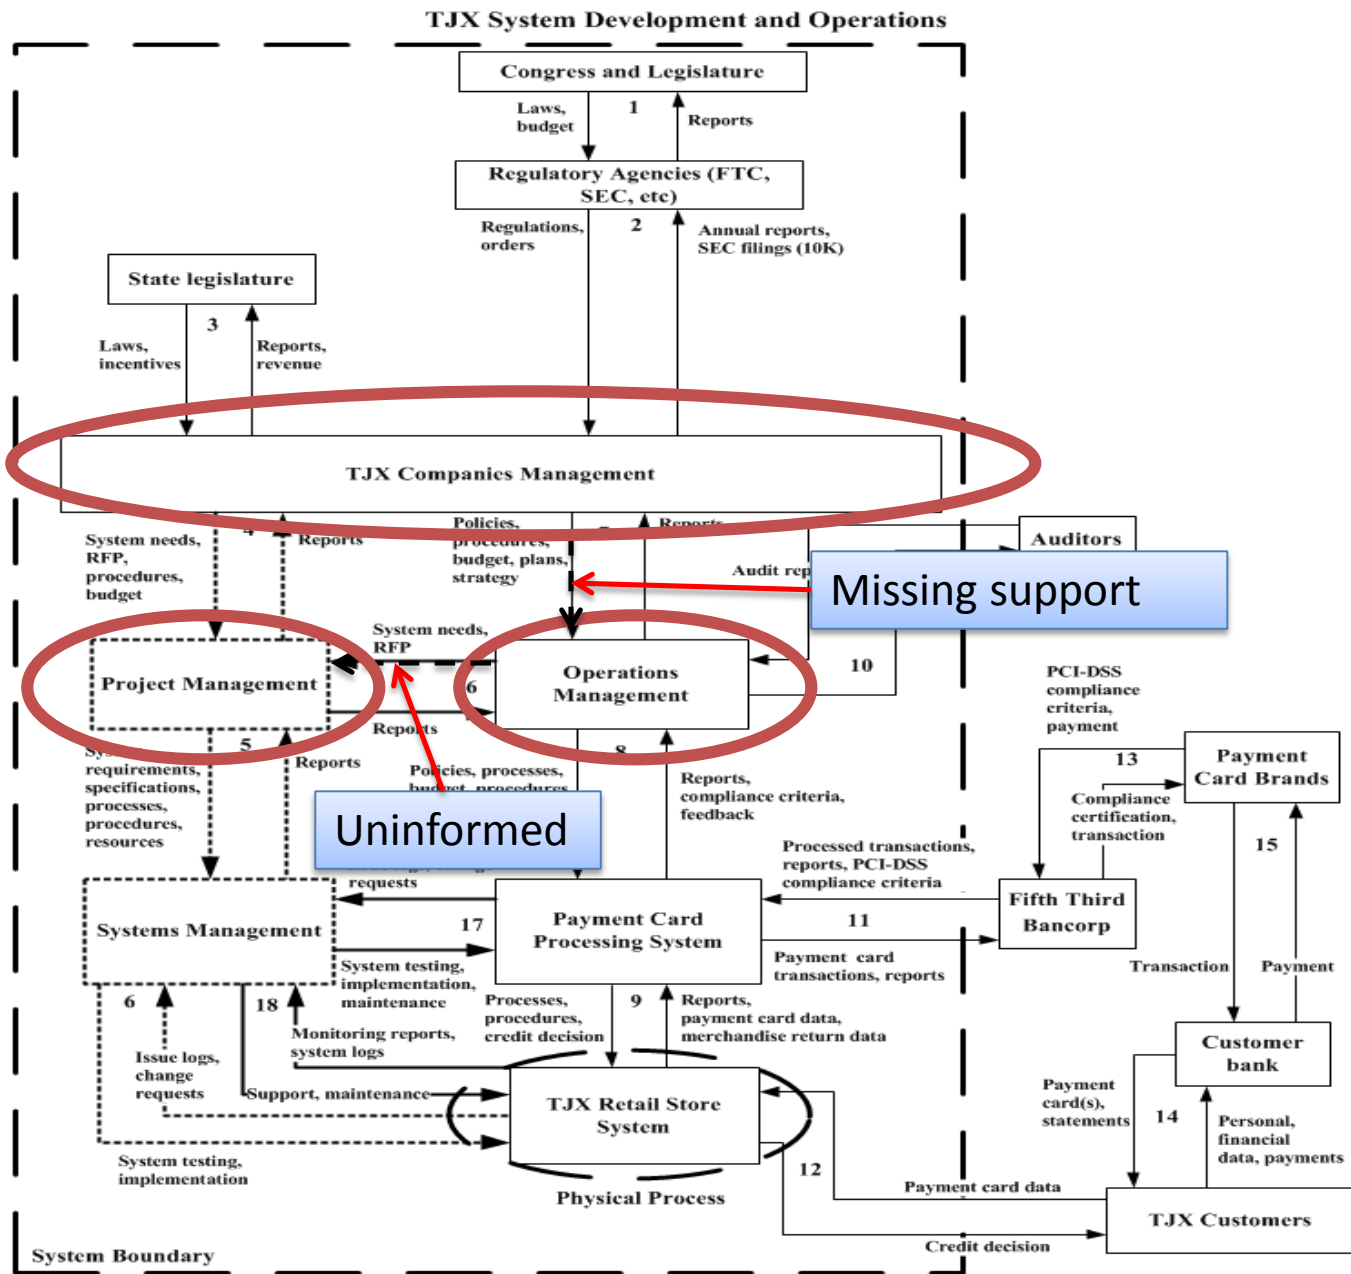 TJX System Development and Operations
Congress and Legislature
Laws,
budget
1
Reports
Regulatory Agencies (FTC,
SEC, etc)
Regulations,
orders
2
Annual reports,
SEC filings (10K)
State legislature
3
Laws,
incentives
Reports,
revenue
TJX Companies Management
System needs,
RFP,
procedures,
budget
4
Reports
Policies,
procedures,
budget, plans,
strategy
Reports
Auditors
Audit
Missing support
System needs,
RFP
Project Management
6
Operations
Management
10
Reports
5
System
requirements,
specifications,
processes,
procedures,
resources
Reports
8
Policies, processes,
budget, procedures
Reports,
compliance criteria,
feedback
Uninformed
requests
PCI-DSS
compliance
criteria,
payment
13
Payment
Card Brands
Compliance
certification,
transaction
15
Processed transactions,
reports, PCI-DSS
compliance criteria
Fifth Third
Bancorp
Systems Management
17
Payment Card
Processing System
11
Payment card
transactions, reports
System testing,
implementation,
maintenance
Transaction
Payment
6
18
Processes,
procedures,
credit decision
9
Reports,
payment card data,
merchandise return data
Monitoring reports,
system logs
Issue logs,
change
requests
Support, maintenance
TJX Retail Store
System
Customer
bank
Payment
card(s),
statements
14
Personal,
financial
data, payments
System testing,
implementation
12
Physical Process
Payment card data
TJX Customers
Credit decision
System Boundary